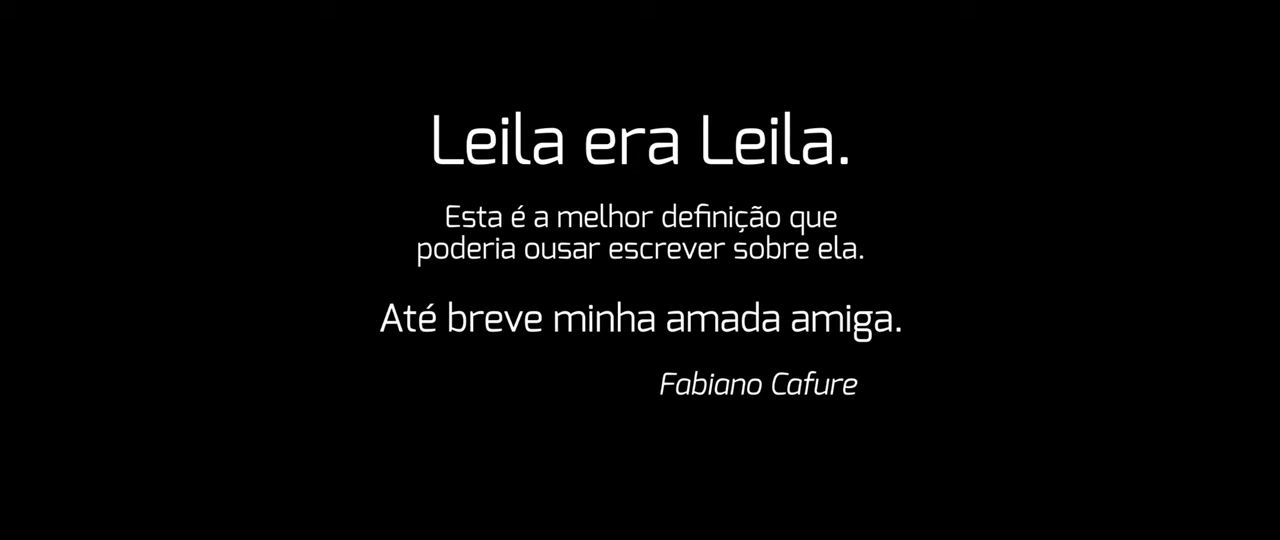 Leila era Leila.
Esta é a melhor definição que
poderia ousar escrever sobre ela.
Até breve minha amada amiga.
Fabiano Cafure